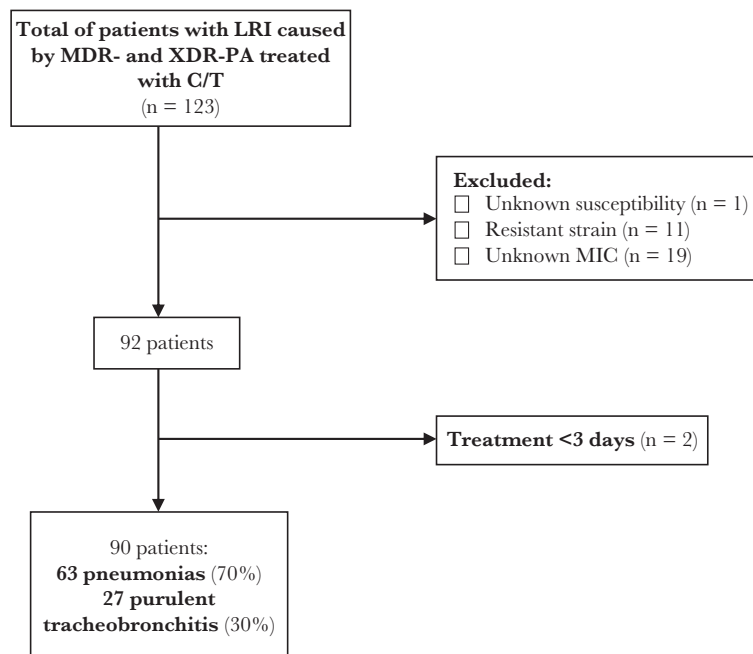 Total of patients with LRI caused
by MDR- and XDR-PA treated
with C/T
(n = 123)
Excluded:
☐ Unknown susceptibility (n = 1)
☐ Resistant strain (n = 11)
☐ Unknown MIC (n = 19)
92 patients
Treatment <3 days (n = 2)
90 patients:
63 pneumonias (70%)
27 purulent
tracheobronchitis (30%)